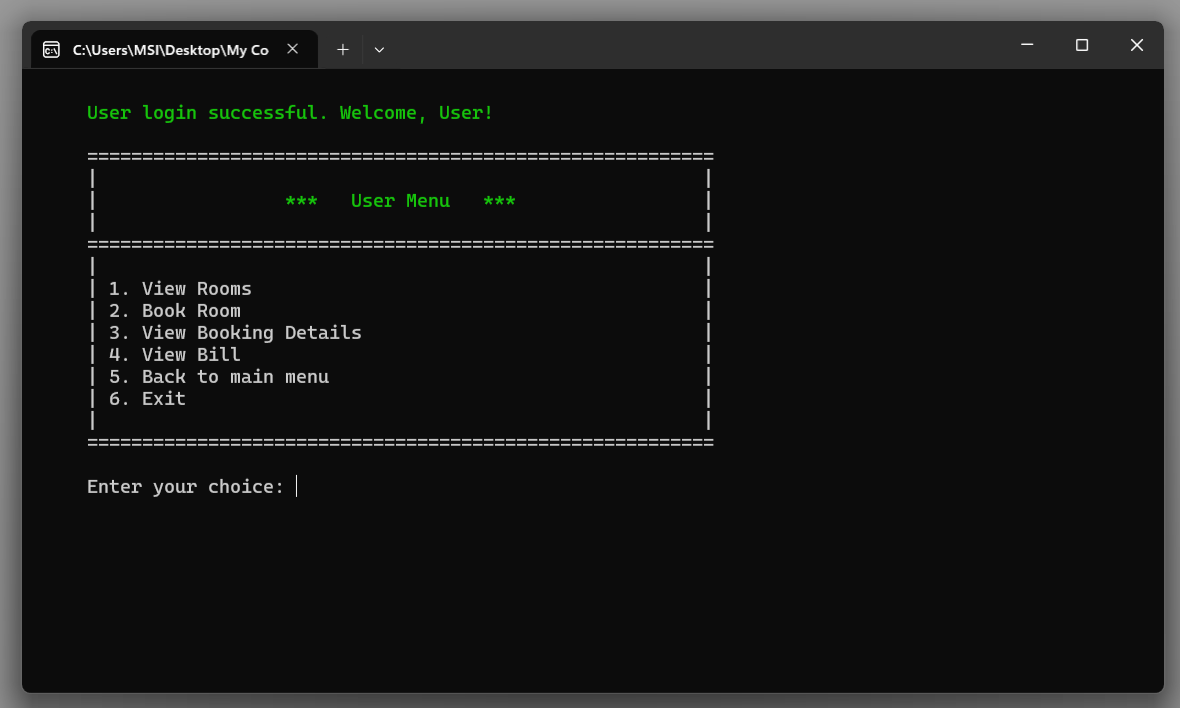 C:\Users\MSI\Desktop\My Co
User login successful. Welcome, User!
=========================================================
|                                                       |
|                 ***   User Menu   ***                 |
|                                                       |
=========================================================
|                                                       |
| 1. View Rooms                                         |
| 2. Book Room                                          |
| 3. View Booking Details                               |
| 4. View Bill                                          |
| 5. Back to main menu                                  |
| 6. Exit                                               |
|                                                       |
=========================================================
Enter your choice: